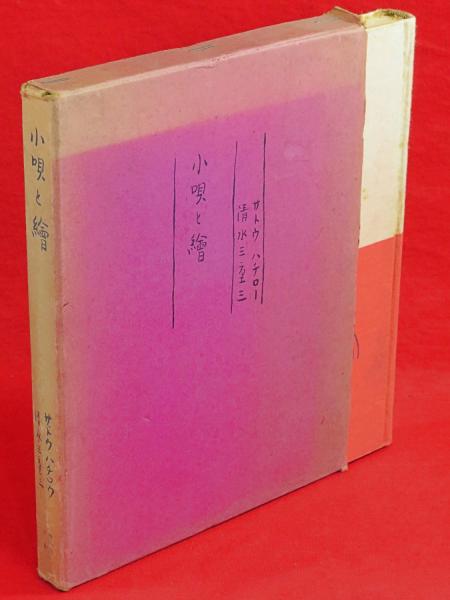 サトウ ハチロー
清水三重三
小唄と繪
小唄と繪
サトウ ハチロウ
清水三重三